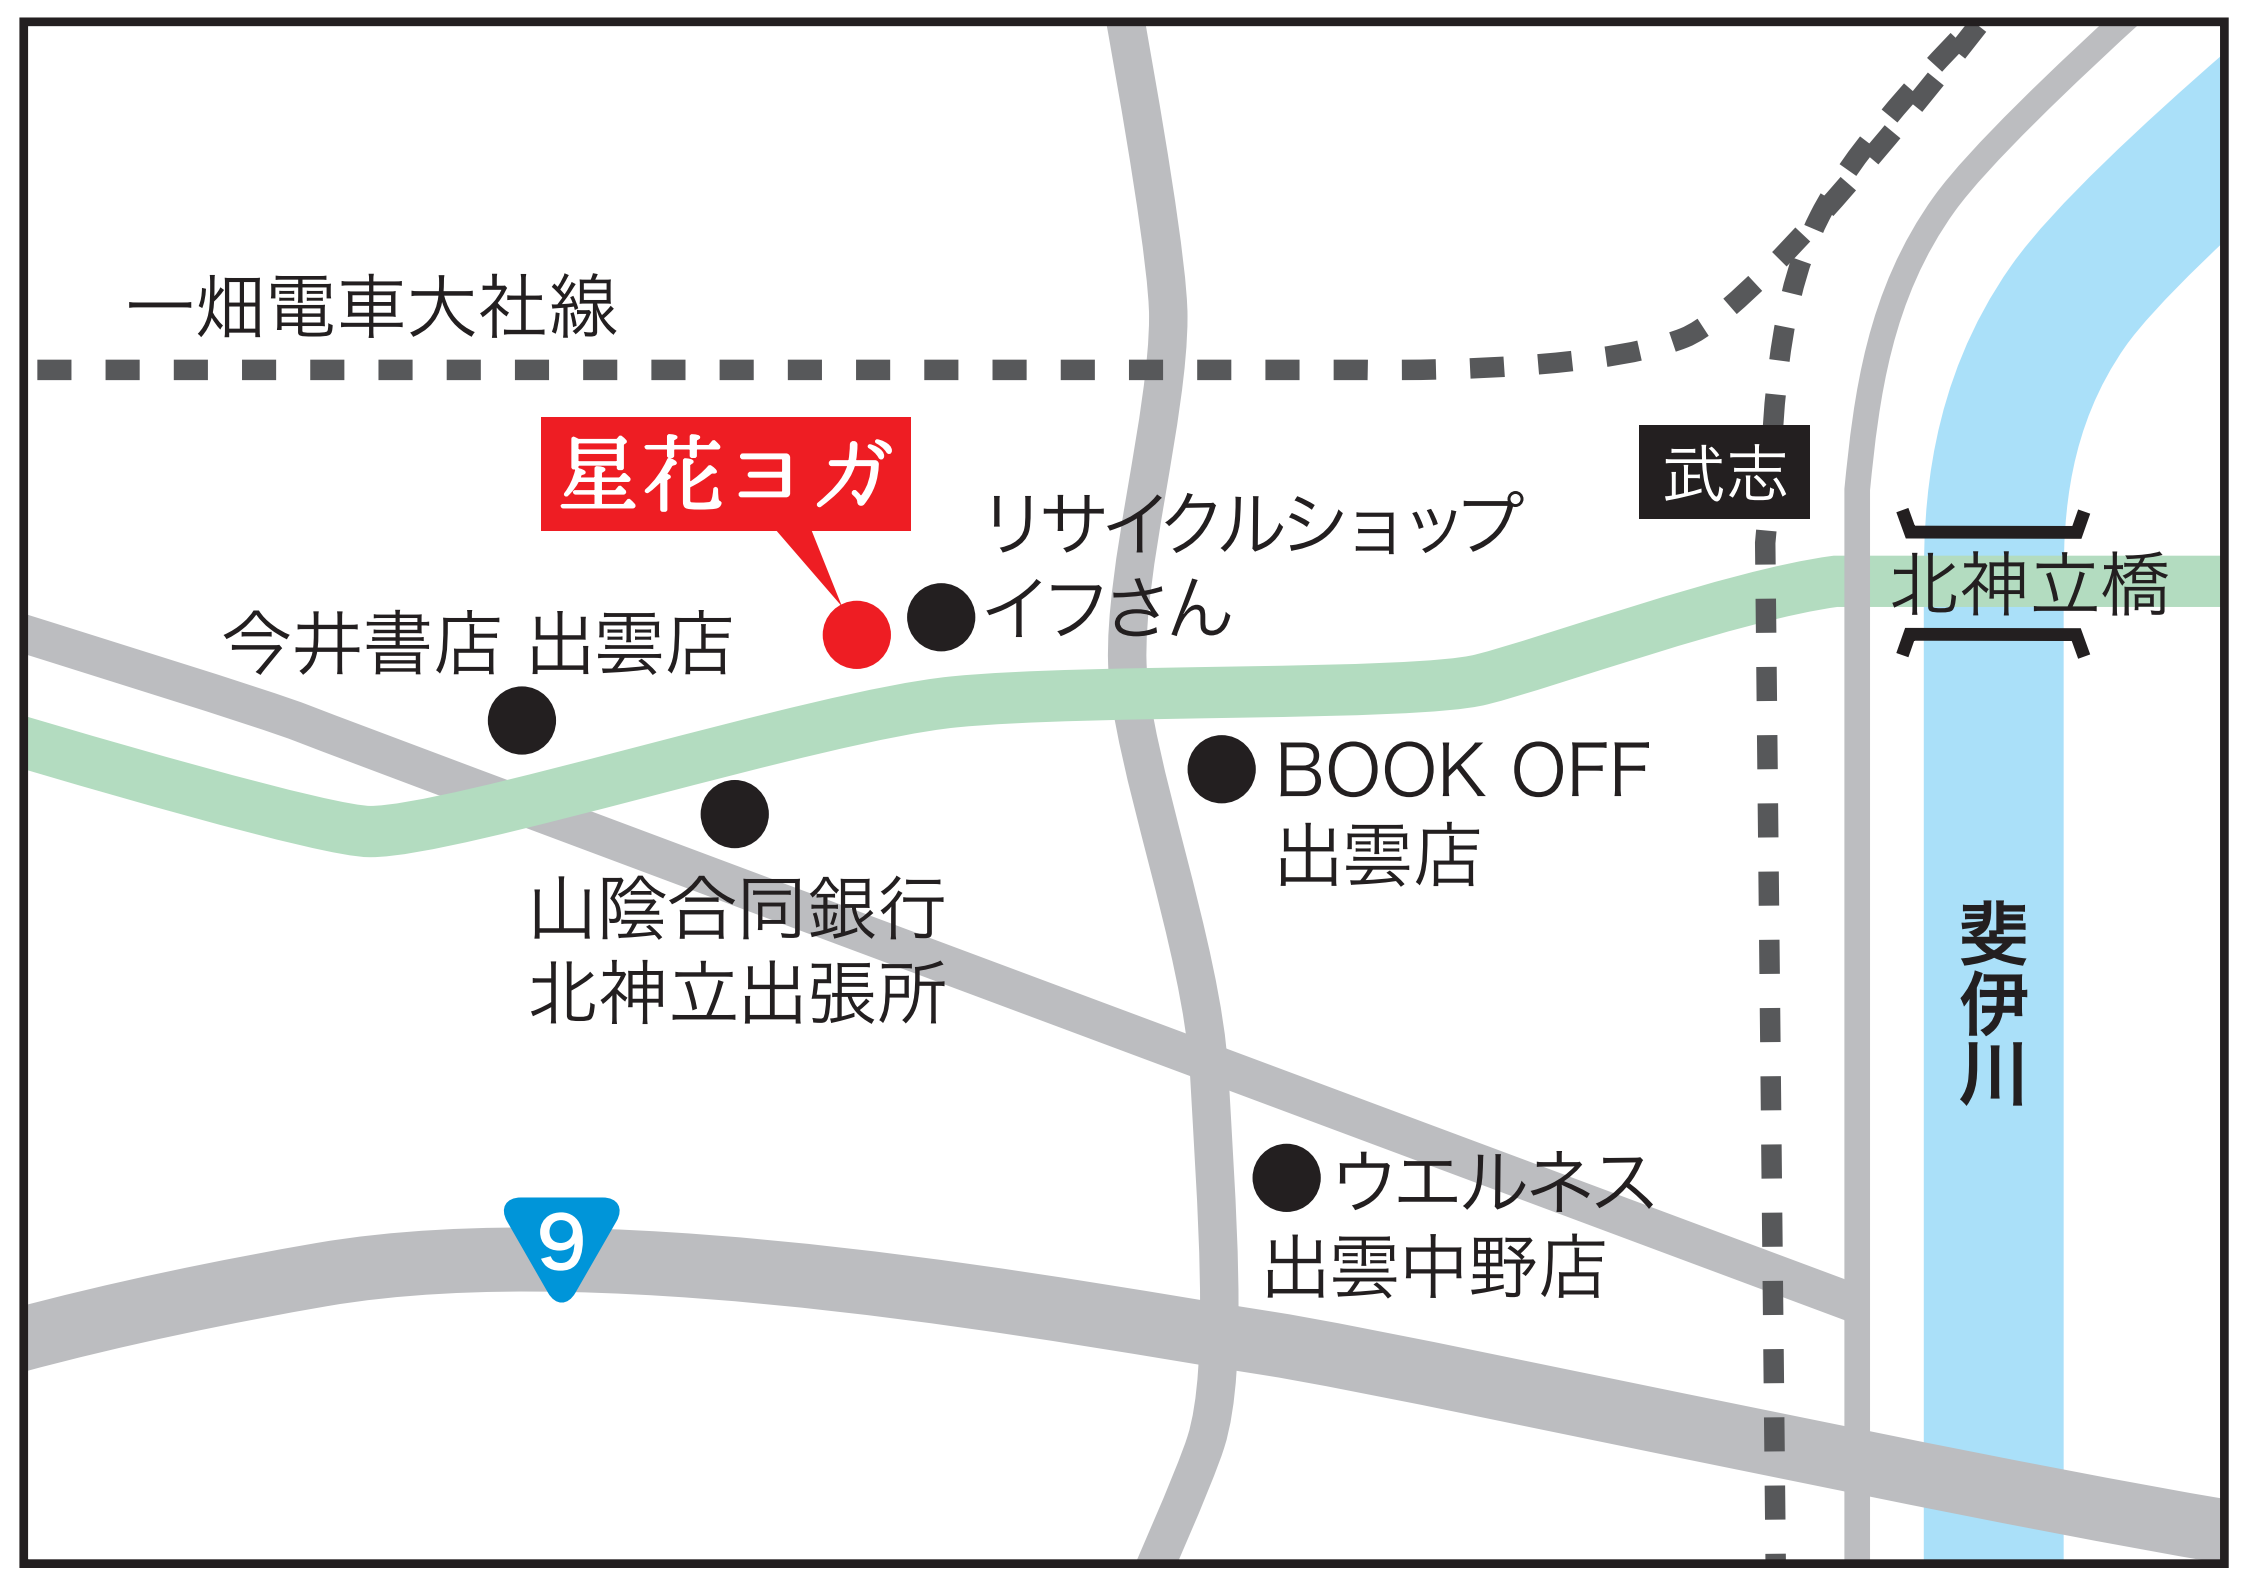 一畑電車大社線
星花ヨガ
武志
リサイクルショップ
イフさん
北神立橋
今井書店 出雲店
BOOK OFF
出雲店
山陰合同銀行
北神立出張所
斐伊川
ウエルネス
出雲中野店
9